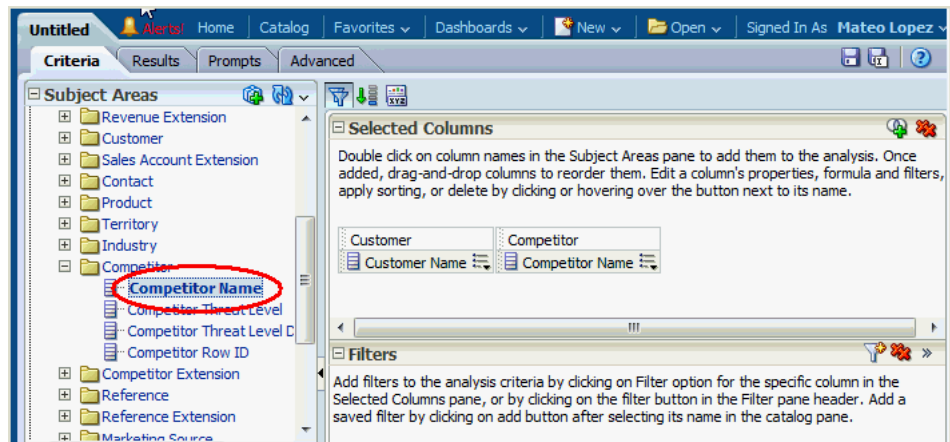 Untitled Alerts! Home Catalog Favorites Dashboards New Open Signed In As Mateo Lopez
Criteria Results Prompts Advanced
Subject Areas
Revenue Extension
Customer
Sales Account Extension
Contact
Product
Territory
Industry
Competitor
Competitor Name
Competitor Threat Level
Competitor Threat Level D
Competitor Row ID
Competitor Extension
Reference
Reference Extension
Marketing Source
XYZ
Selected Columns
Double click on column names in the Subject Areas pane to add them to the analysis. Once
added, drag-and-drop columns to reorder them. Edit a column's properties, formula and filters,
apply sorting, or delete by clicking or hovering over the button next to its name.
Customer Competitor
Customer Name Competitor Name
Filters
Add filters to the analysis criteria by clicking on Filter option for the specific column in the
Selected Columns pane, or by clicking on the filter button in the Filter pane header. Add a
saved filter by clicking on add button after selecting its name in the catalog pane.